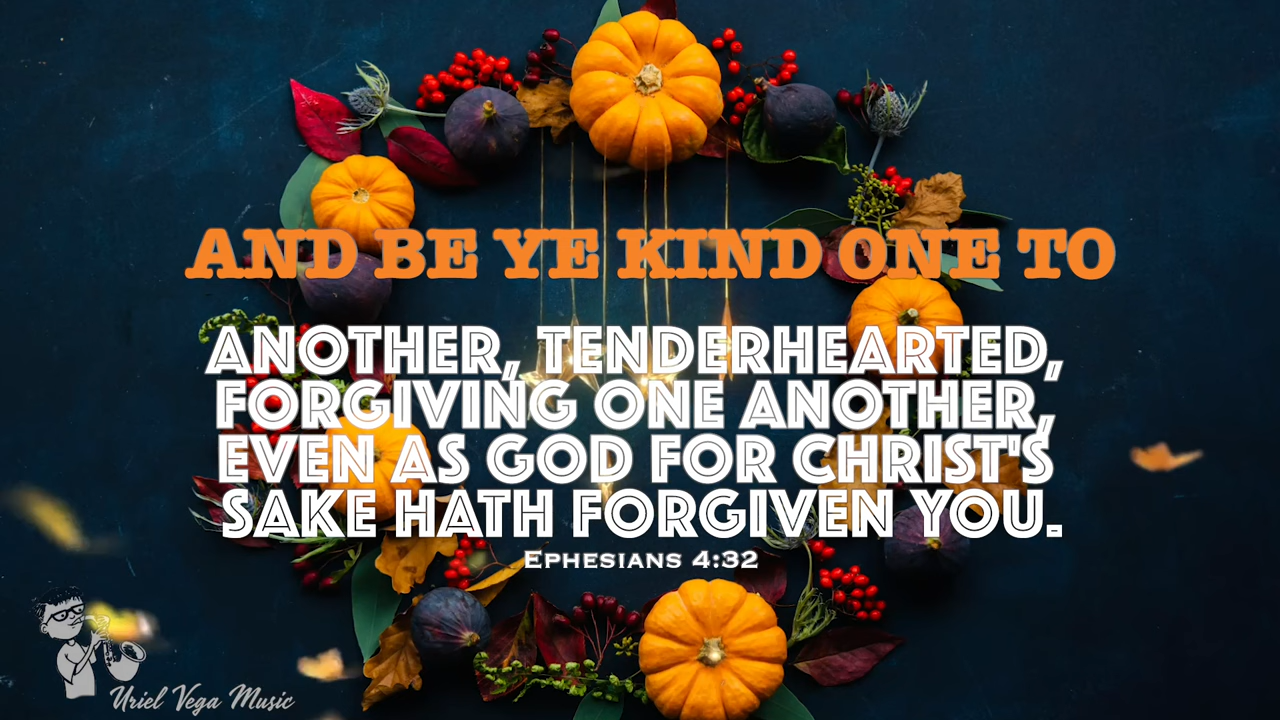 AND BE YE KIND ONE TO
ANOTHER, TENDERHEARTED,
FORGIVING ONE ANOTHER,
EVEN AS GOD FOR CHRIST'S
SAKE HATH FORGIVEN YOU.
EPHESIANS 4:32
Uriel Vega Music